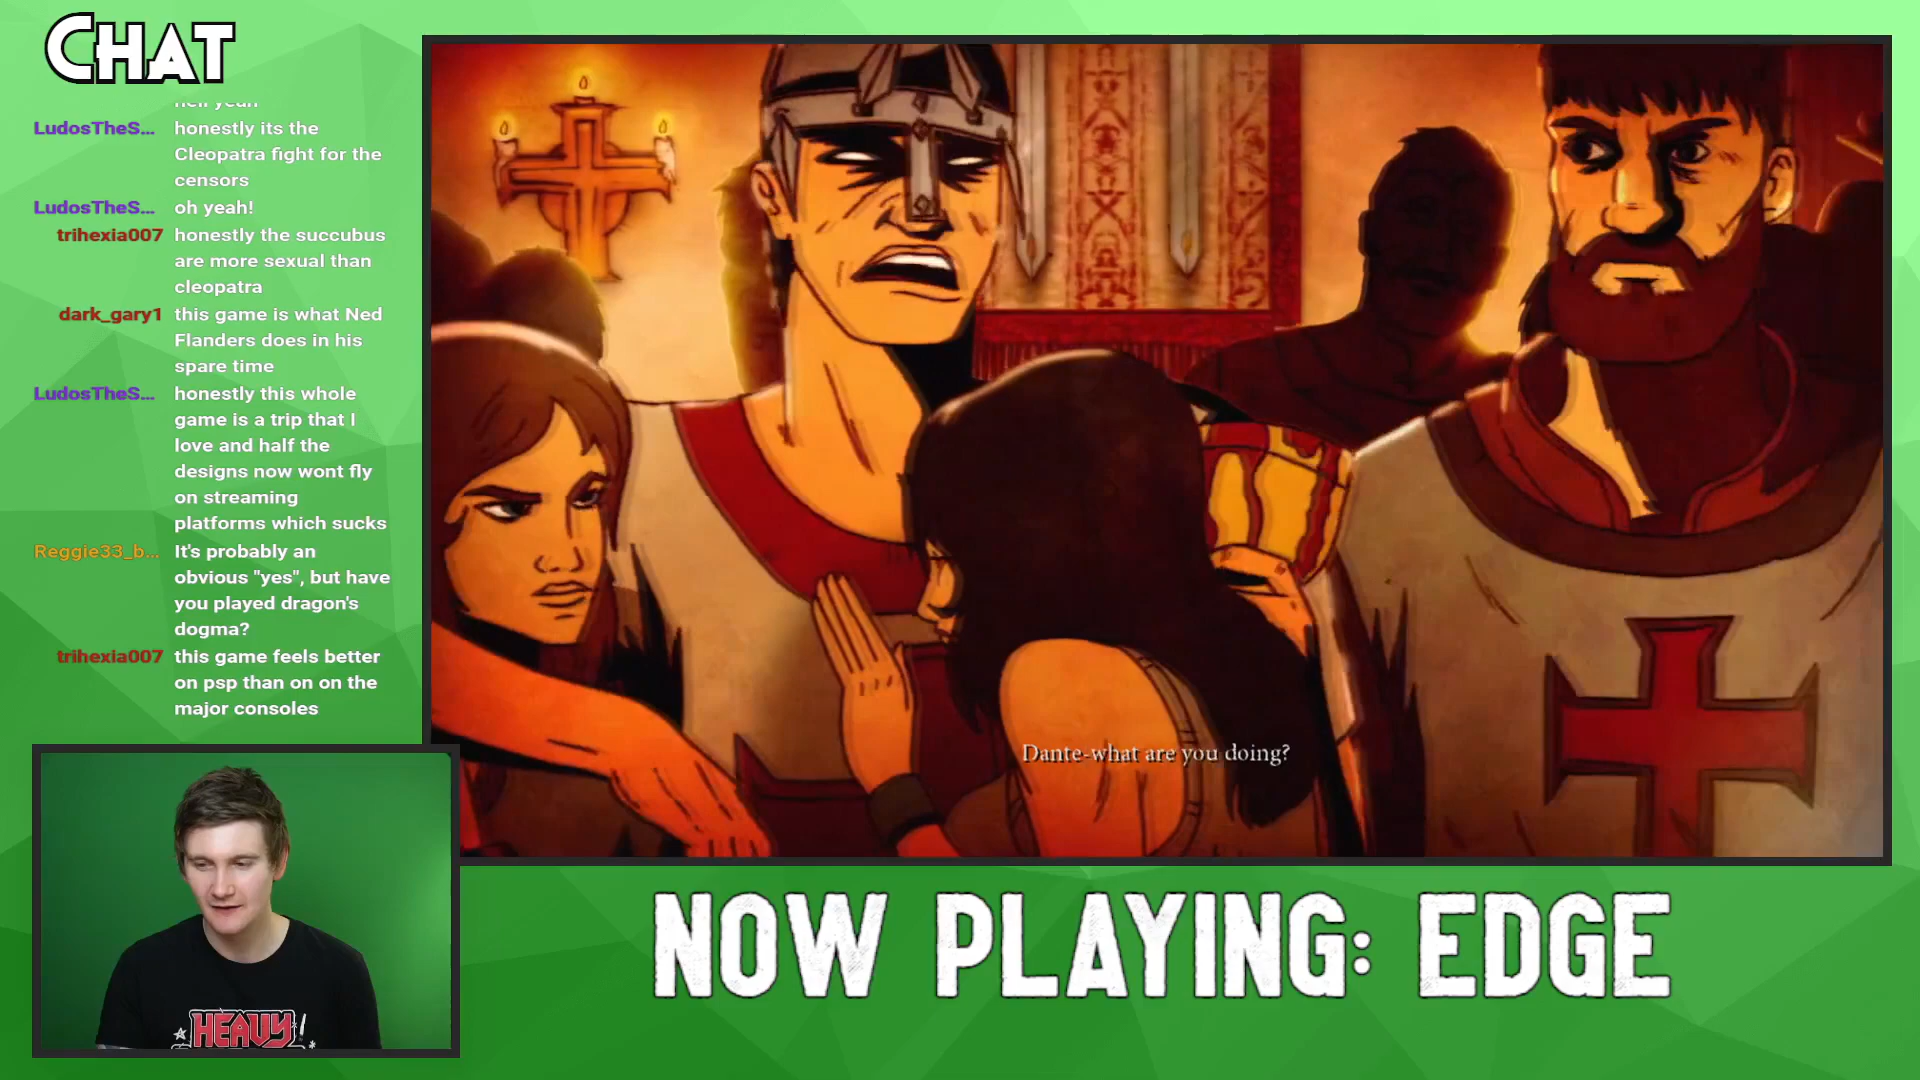 CHAT
hell yeah
LudosTheS... honestly its the
Cleopatra fight for the
censors
LudosTheS... oh yeah!
trihexia007 honestly the succubus
are more sexual than
cleopatra
dark_gary1 this game is what Ned
Flanders does in his
spare time
LudosTheS... honestly this whole
game is a trip that I
love and half the
designs now wont fly
on streaming
platforms which sucks
Reggie33_b... It's probably an
obvious "yes", but have
you played dragon's
dogma?
trihexia007 this game feels better
on psp than on on the
major consoles
Dante-what are you doing?
HEAVY
NOW PLAYING: EDGE